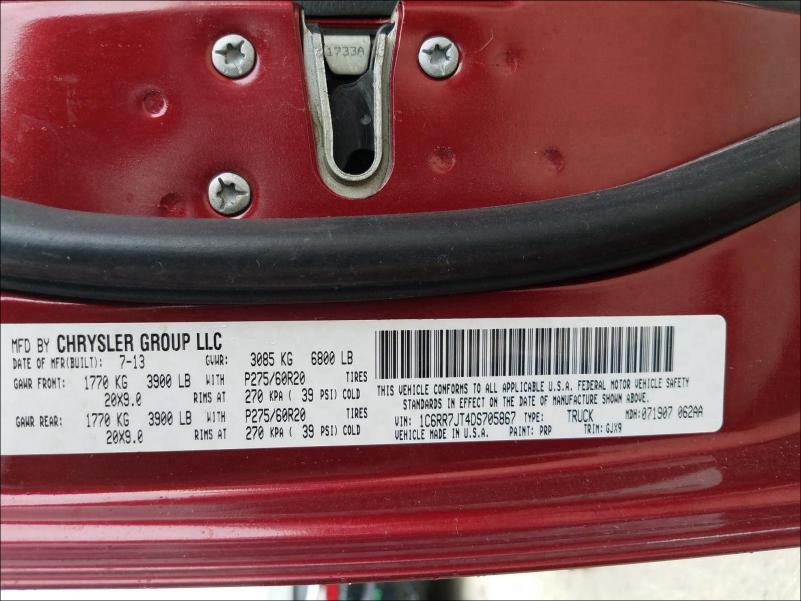 1733A
MFD BY CHRYSLER GROUP LLC
DATE OF MFR(BUILT): 7-13 GVWR: 3085 KG 6800 LB
GAWR FRONT: 1770 KG 3900 LB WITH P275/60R20 TIRES
20X9.0 RIMS AT 270 KPA ( 39 PSI) COLD
GAWR REAR: 1770 KG 3900 LB WITH P275/60R20 TIRES
20X9.0 RIMS AT 270 KPA ( 39 PSI) COLD
THIS VEHICLE CONFORMS TO ALL APPLICABLE U.S.A. FEDERAL MOTOR VEHICLE SAFETY
STANDARDS IN EFFECT ON THE DATE OF MANUFACTURE SHOWN ABOVE.
VIN: 1C6RR7JT4DS705867 TYPE: TRUCK MDH:071907 062AA
VEHICLE MADE IN U.S.A. PAINT: PRP TRIM: GJX9